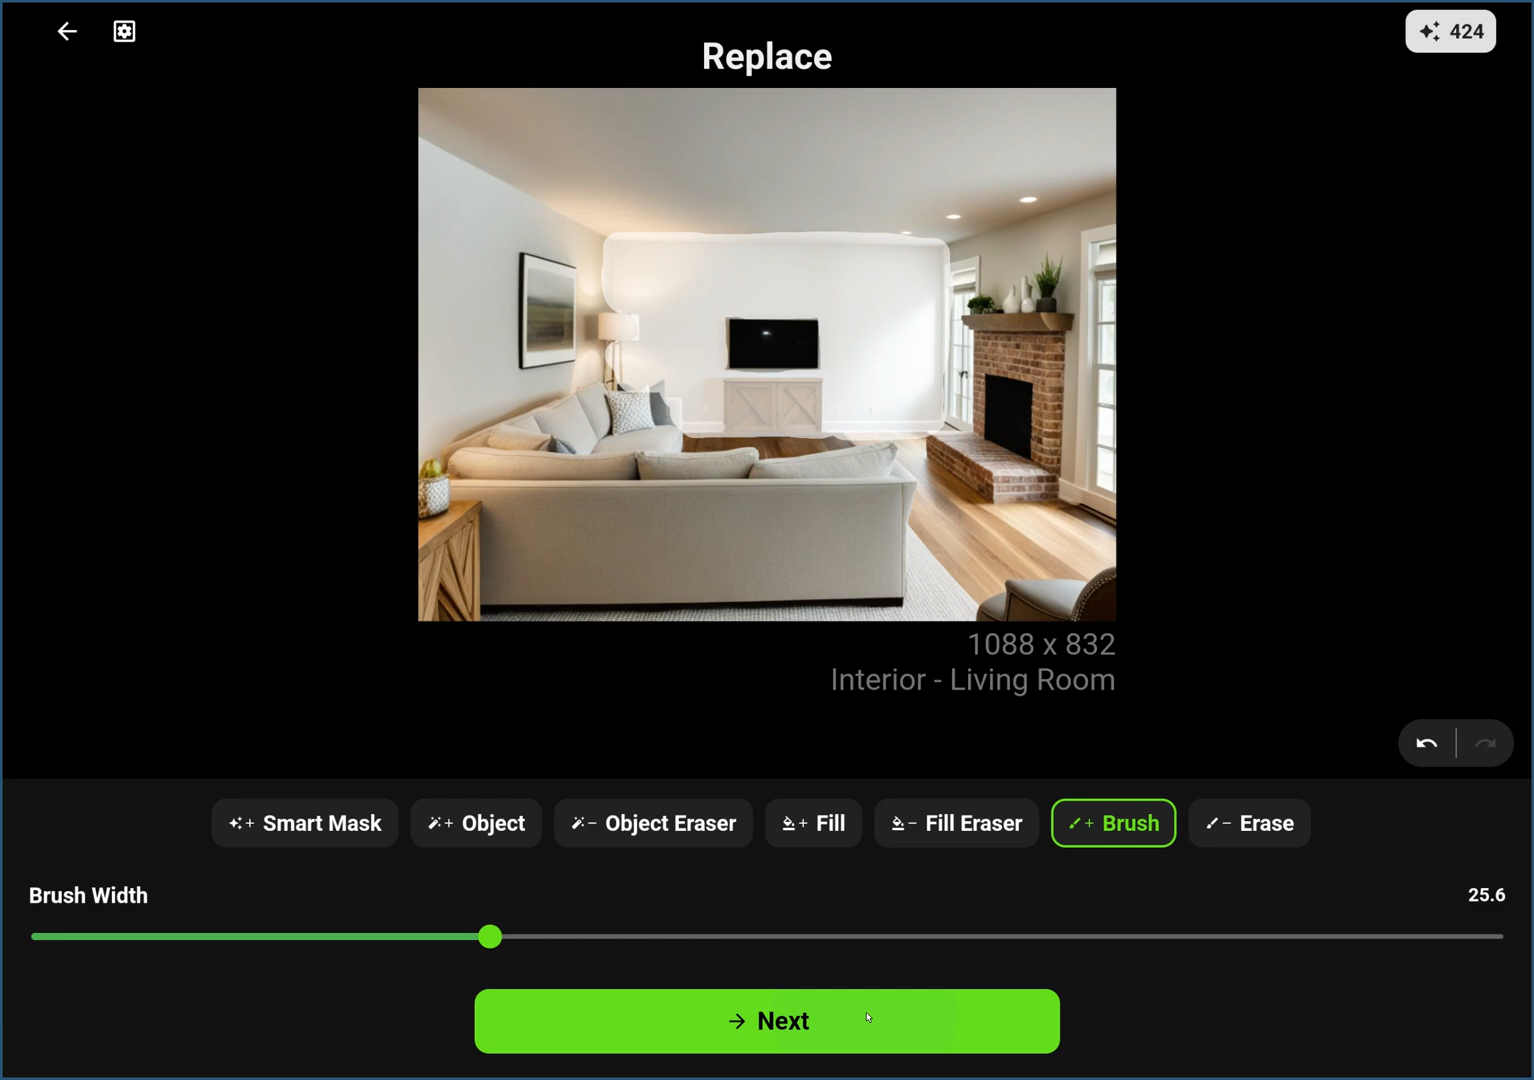 424
Replace
1088 x 832
Interior - Living Room
Smart Mask
Object
Object Eraser
Fill
Fill Eraser
Brush
Erase
Brush Width
25.6
Next